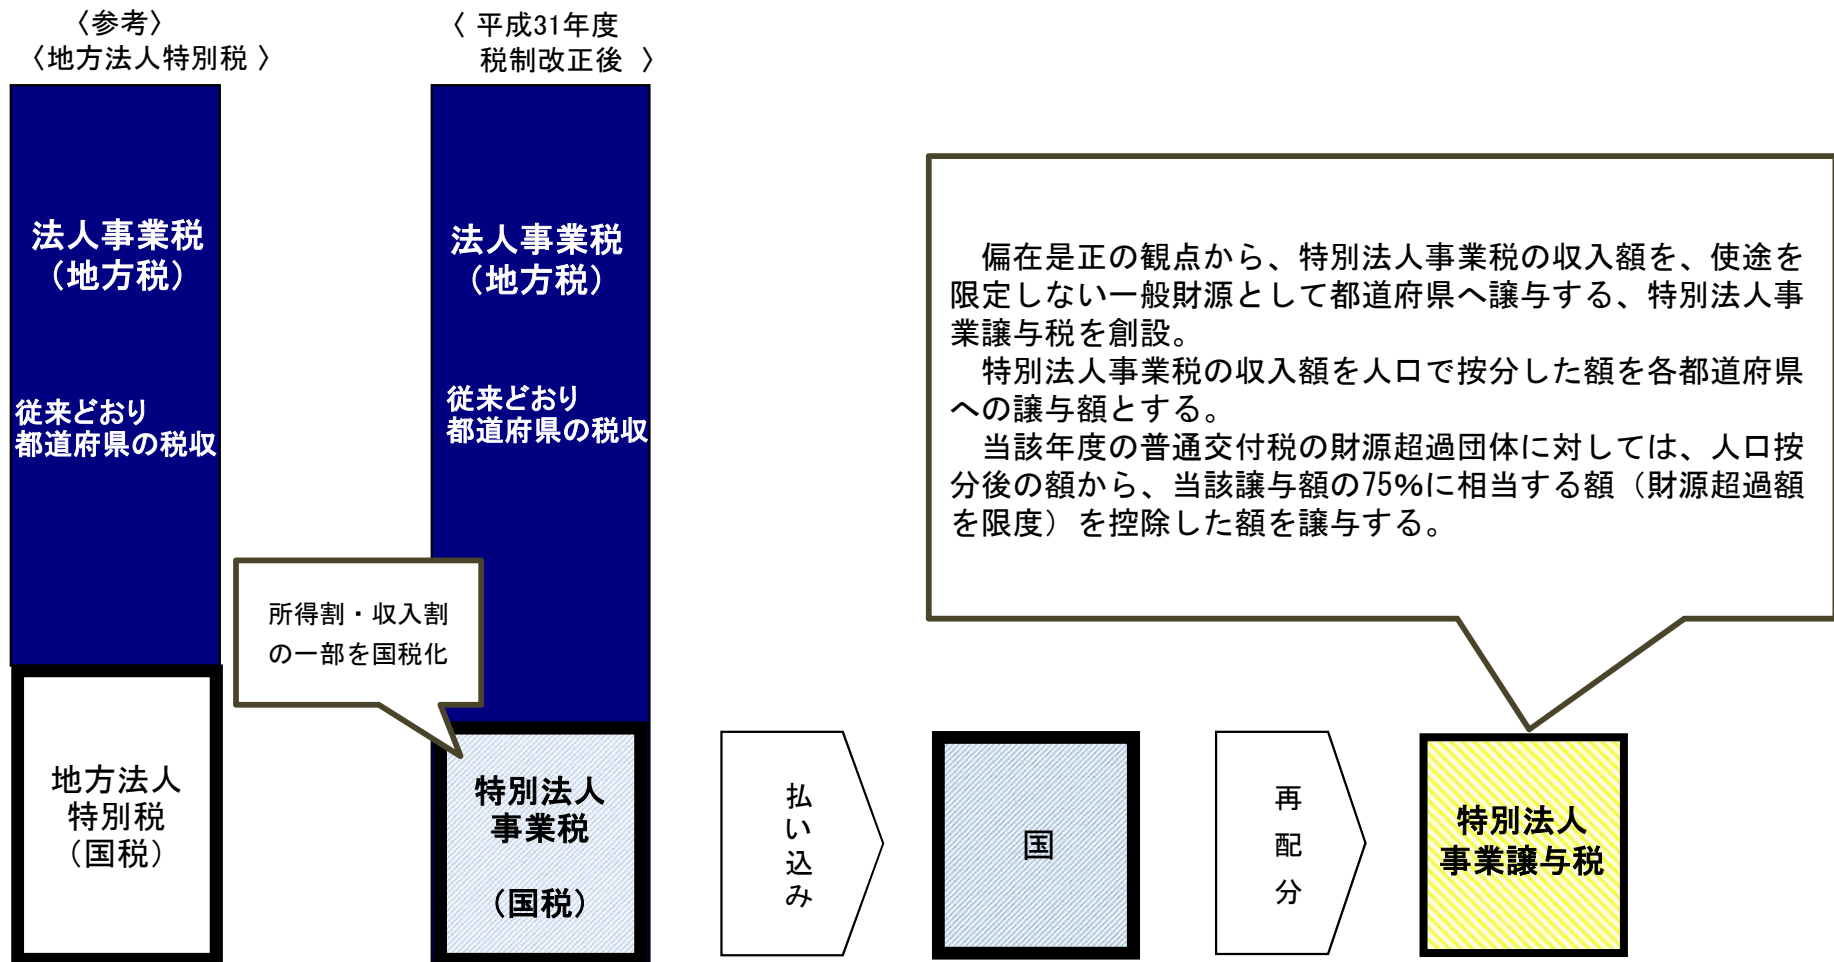 〈参考〉
〈地方法人特別税 〉
〈 平成31年度
税制改正後 〉
法人事業税
（地方税）
従来どおり
都道府県の税収
地方法人
特別税
（国税）
法人事業税
（地方税）
従来どおり
都道府県の税収
所得割・収入割
の一部を国税化
特別法人
事業税
（国税）
払い込み
国
再配分
偏在是正の観点から、特別法人事業税の収入額を、使途を
限定しない一般財源として都道府県へ譲与する、特別法人事
業譲与税を創設。
特別法人事業税の収入額を人口で按分した額を各都道府県
への譲与額とする。
当該年度の普通交付税の財源超過団体に対しては、人口按
分後の額から、当該譲与額の75%に相当する額（財源超過額
を限度）を控除した額を譲与する。
特別法人
事業譲与税